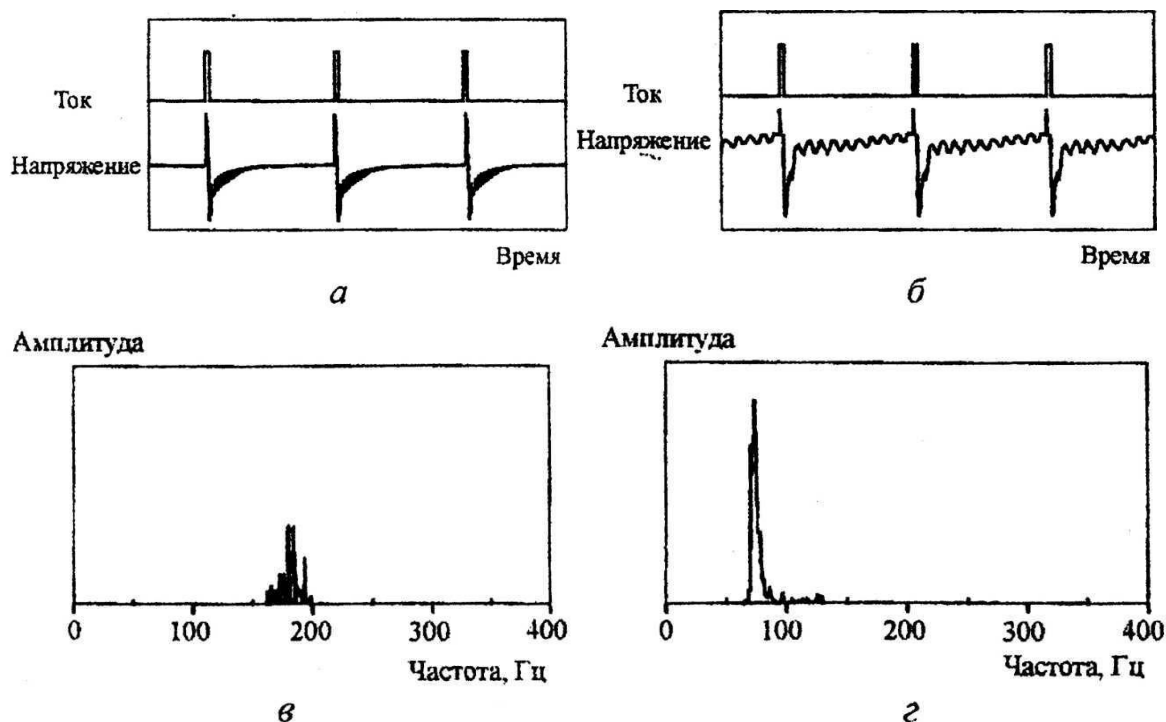 Ток
Напряжение
Время
а
Ток
Напряжение
Время
б
Амплитуда
0 100 200 300 400
Частота, Гц
в
Амплитуда
0 100 200 300 400
Частота, Гц
г